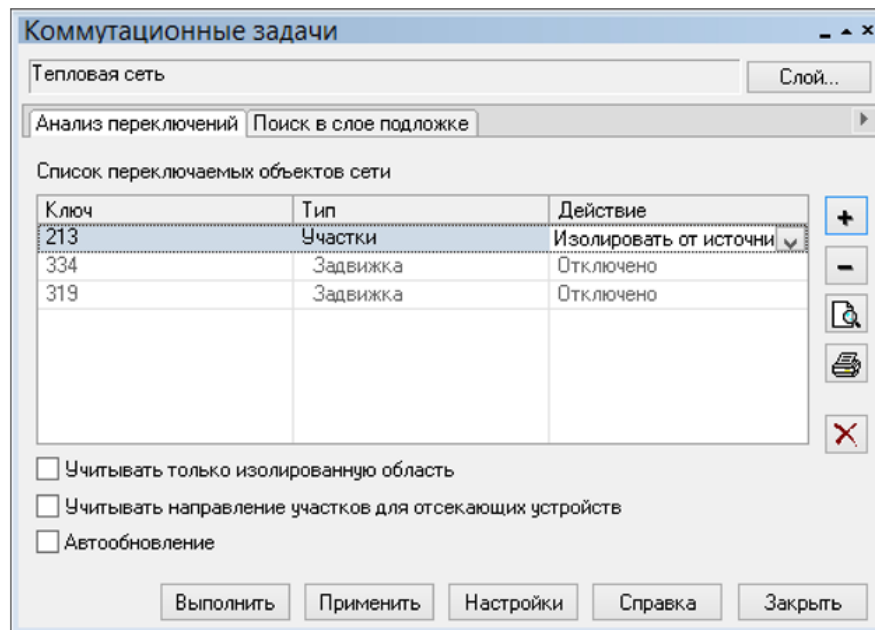 Коммутационные задачи
Тепловая сеть
Слой...
Анализ переключений Поиск в слое подложке
Список переключаемых объектов сети
Ключ Тип Действие
213 Участки Изолировать от источни
334 Задвижка Отключено
319 Задвижка Отключено
Учитывать только изолированную область
Учитывать направление участков для отсекающих устройств
Автообновление
Выполнить Применить Настройки Справка Закрыть